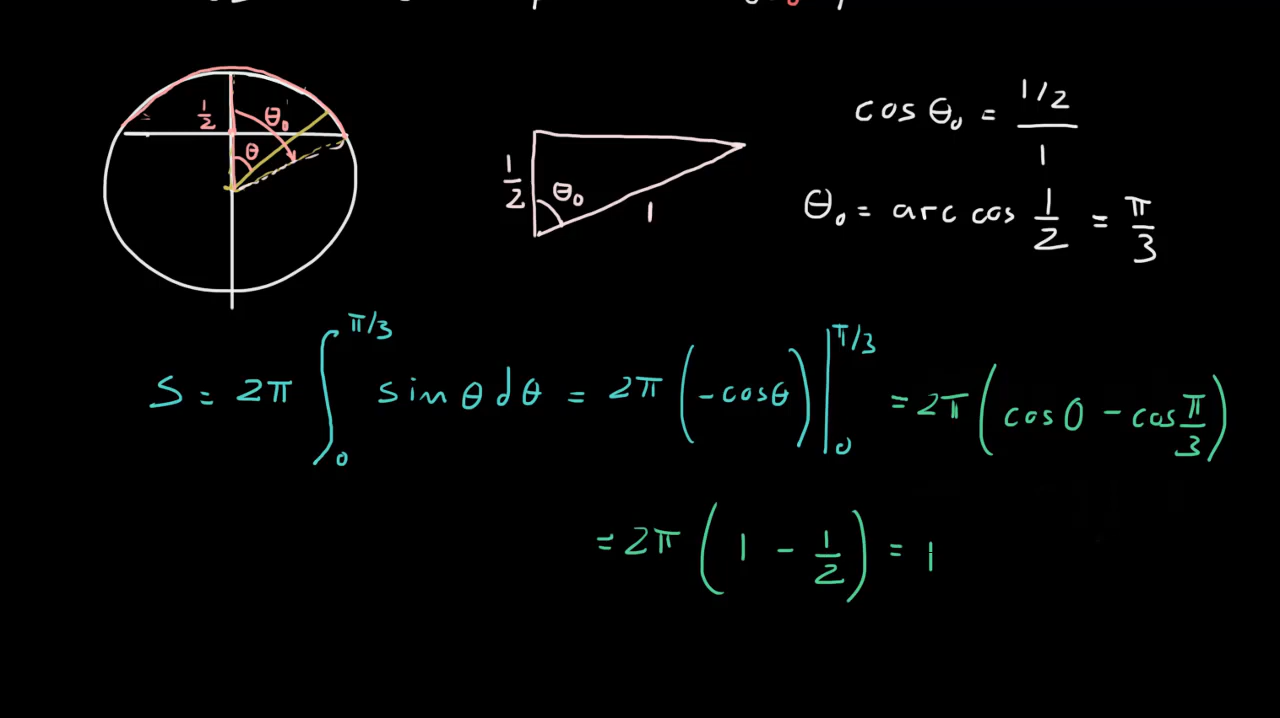 1/2
θ₀
θ
1/2
θ₀
1
cos θ₀ = 1/2 / 1
θ₀ = arc cos 1/2 = π/3
S = 2π ∫₀^π/3 sin θ dθ = 2π (-cos θ) |₀^π/3 = 2π (cos 0 - cos π/3)
= 2π (1 - 1/2) = 1